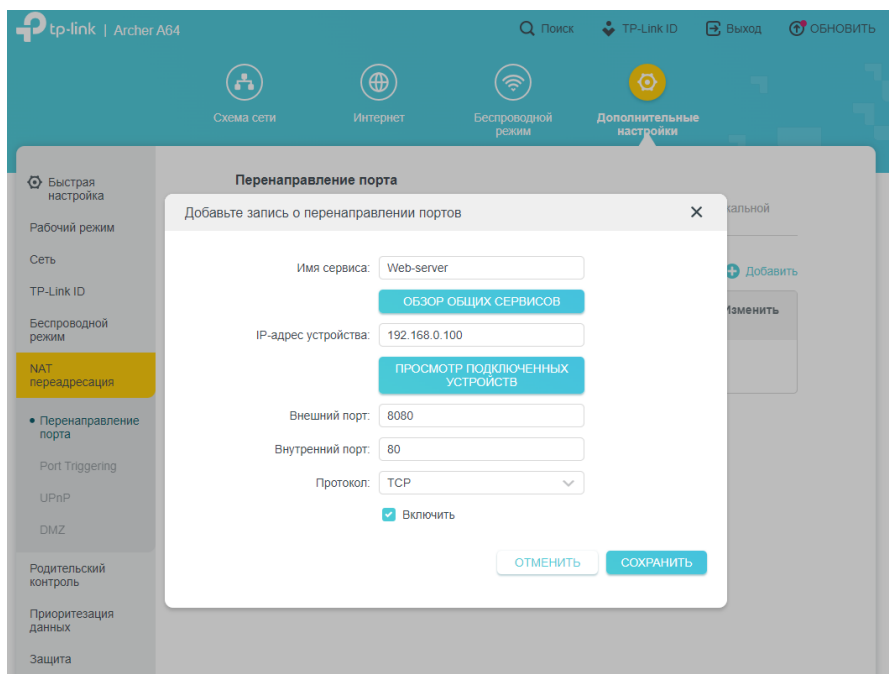 tp-link | Archer A64
Поиск
TP-Link ID
Выход
ОБНОВИТЬ
Схема сети
Интернет
Беспроводной
режим
Дополнительные
настройки
Быстрая
настройка
Рабочий режим
Сеть
TP-Link ID
Беспроводной
режим
NAT
переадресация
Перенаправление
порта
Port Triggering
UPnP
DMZ
Родительский
контроль
Приоритезация
данных
Защита
Перенаправление порта
Добавить
Изменить
Добавьте запись о перенаправлении портов
Имя сервиса: Web-server
ОБЗОР ОБЩИХ СЕРВИСОВ
IP-адрес устройства: 192.168.0.100
ПРОСМОТР ПОДКЛЮЧЕННЫХ
УСТРОЙСТВ
Внешний порт: 8080
Внутренний порт: 80
Протокол: TCP
Включить
ОТМЕНИТЬ
СОХРАНИТЬ